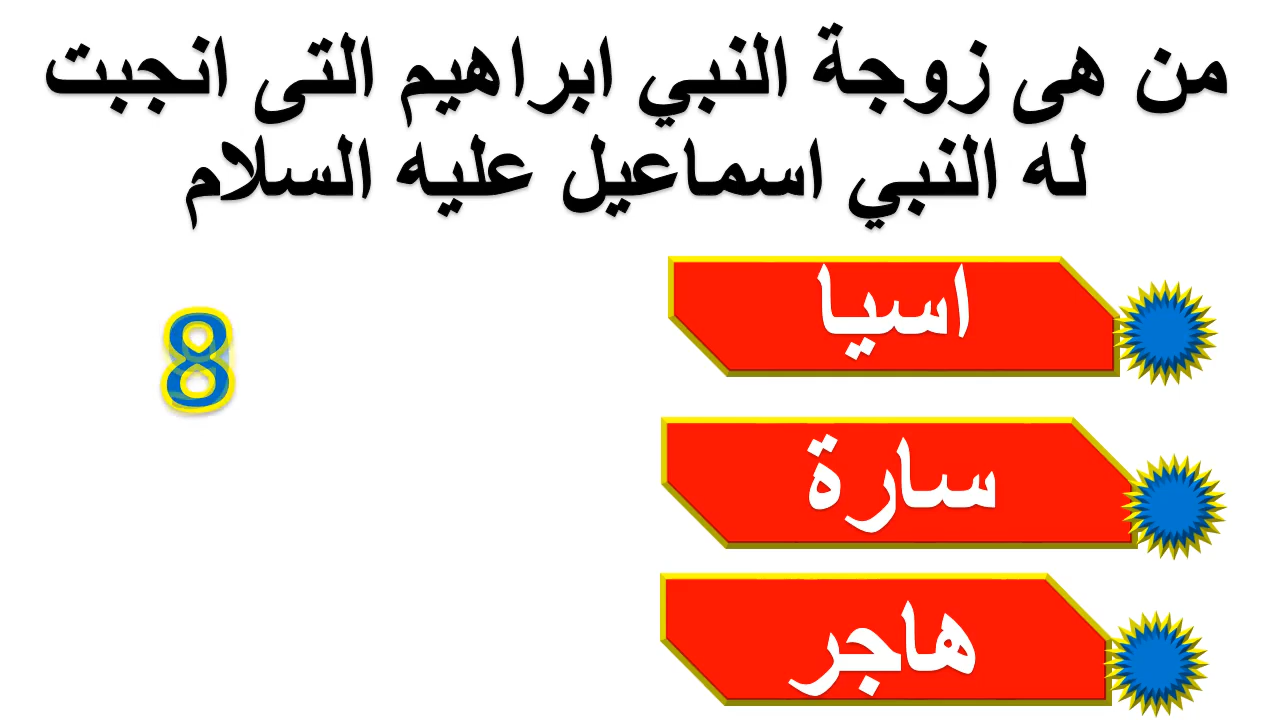 من هى زوجة النبي ابراهيم التى انجبت
له النبي اسماعيل عليه السلام
اسيا
8
سارة
هاجر